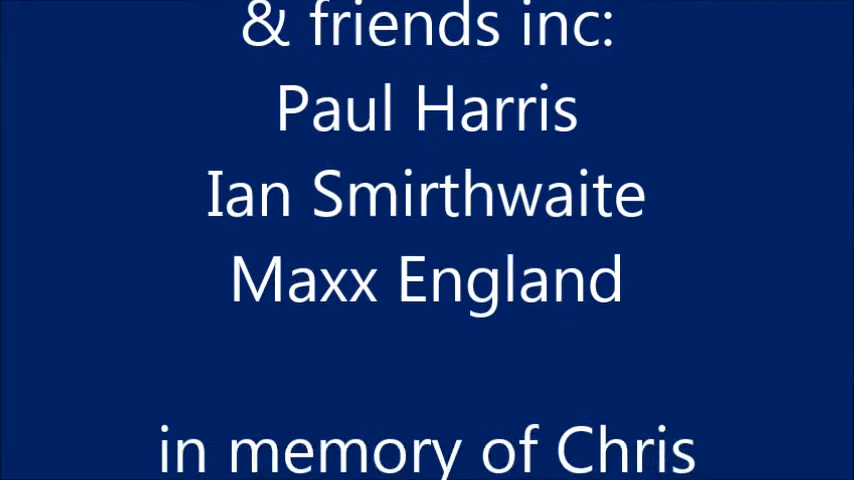 & friends inc:
Paul Harris
Ian Smirthwaite
Maxx England
in memory of Chris